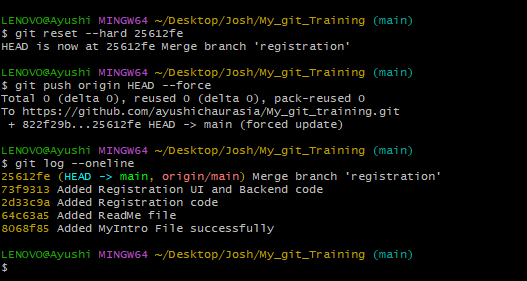 LENOVO@Ayushi MINGW64 ~/Desktop/Josh/My_git_Training (main)
$ git reset --hard 25612fe
HEAD is now at 25612fe Merge branch 'registration'
LENOVO@Ayushi MINGW64 ~/Desktop/Josh/My_git_Training (main)
$ git push origin HEAD --force
Total 0 (delta 0), reused 0 (delta 0), pack-reused 0
To https://github.com/ayushichaurasia/My_git_training.git
 + 822f29b...25612fe HEAD -> main (forced update)
LENOVO@Ayushi MINGW64 ~/Desktop/Josh/My_git_Training (main)
$ git log --oneline
25612fe (HEAD -> main, origin/main) Merge branch 'registration'
73f9313 Added Registration UI and Backend code
2d33c9a Added Registration code
64c63a5 Added ReadMe file
8068f85 Added MyIntro File successfully
LENOVO@Ayushi MINGW64 ~/Desktop/Josh/My_git_Training (main)
$